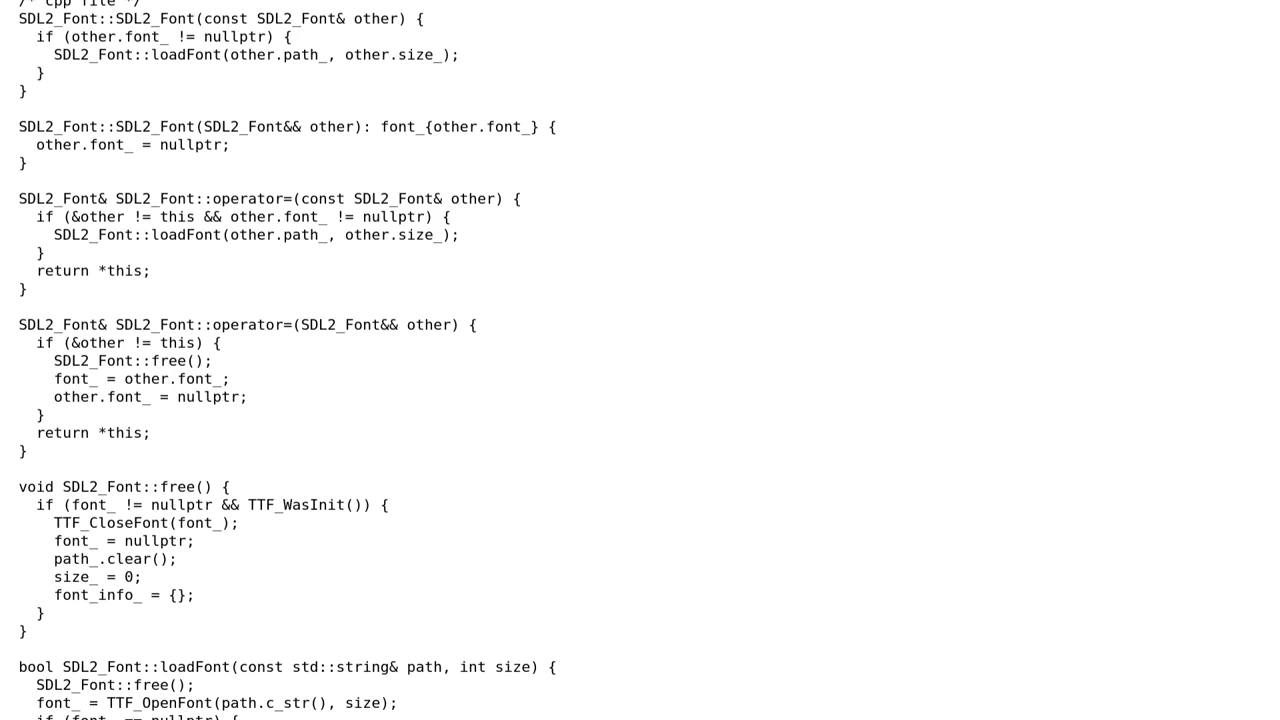 /* cpp file */
SDL2_Font::SDL2_Font(const SDL2_Font& other) {
  if (other.font_ != nullptr) {
    SDL2_Font::loadFont(other.path_, other.size_);
  }
}

SDL2_Font::SDL2_Font(SDL2_Font&& other): font_{other.font_} {
  other.font_ = nullptr;
}

SDL2_Font& SDL2_Font::operator=(const SDL2_Font& other) {
  if (&other != this && other.font_ != nullptr) {
    SDL2_Font::loadFont(other.path_, other.size_);
  }
  return *this;
}

SDL2_Font& SDL2_Font::operator=(SDL2_Font&& other) {
  if (&other != this) {
    SDL2_Font::free();
    font_ = other.font_;
    other.font_ = nullptr;
  }
  return *this;
}

void SDL2_Font::free() {
  if (font_ != nullptr && TTF_WasInit()) {
    TTF_CloseFont(font_);
    font_ = nullptr;
    path_.clear();
    size_ = 0;
    font_info_ = {};
  }
}

bool SDL2_Font::loadFont(const std::string& path, int size) {
  SDL2_Font::free();
  font_ = TTF_OpenFont(path.c_str(), size);
  if (font_ == nullptr) {